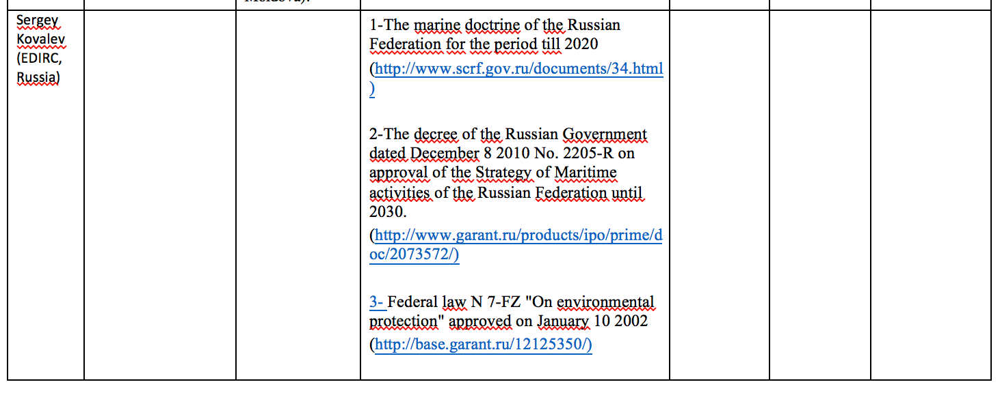 Moldova).
Sergey
Kovalev
(EDIRC,
Russia)
1-The marine doctrine of the Russian
Federation for the period till 2020
(http://www.scrf.gov.ru/documents/34.html
)
2-The decree of the Russian Government
dated December 8 2010 No. 2205-R on
approval of the Strategy of Maritime
activities of the Russian Federation until
2030.
(http://www.garant.ru/products/ipo/prime/d
oc/2073572/)
3- Federal law N 7-FZ "On environmental
protection" approved on January 10 2002
(http://base.garant.ru/12125350/)